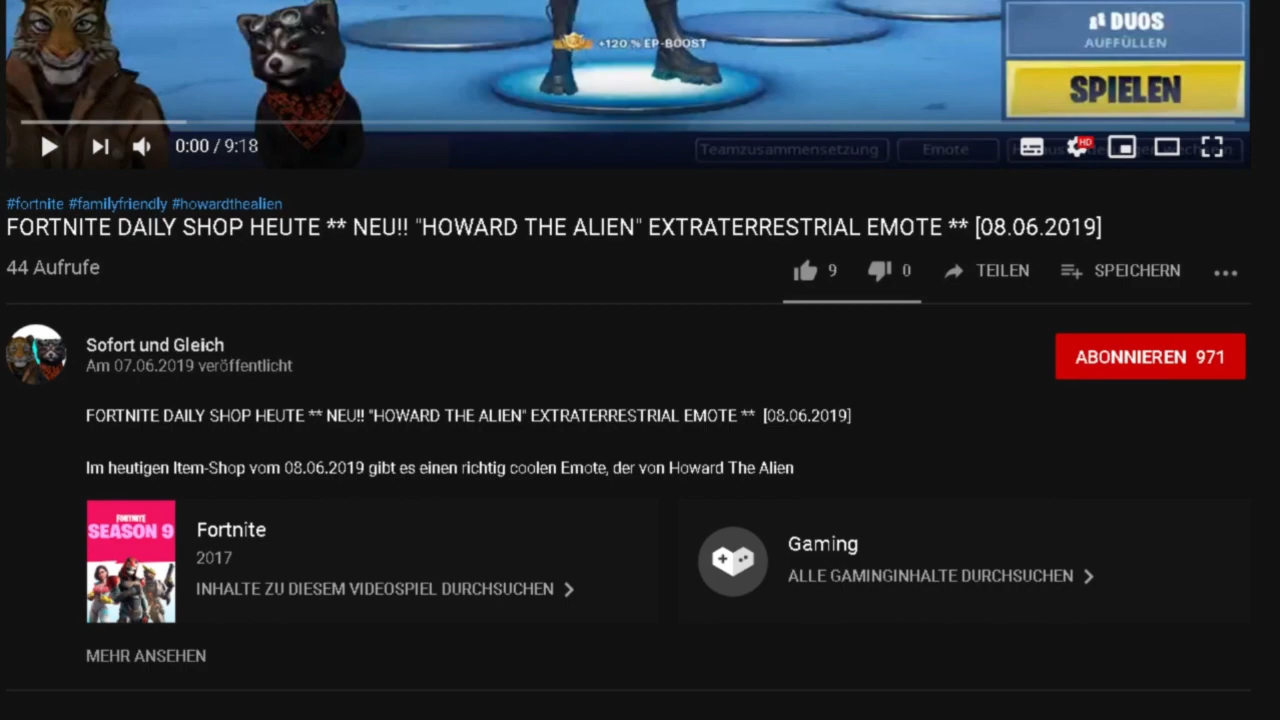 DUOS
AUFFÜLLEN
+120 % EP-BOOST
SPIELEN
0:00 / 9:18
HD
Teamzusammensetzung
Emote
#fortnite #familyfriendly #howardthealien
FORTNITE DAILY SHOP HEUTE ** NEU!! "HOWARD THE ALIEN" EXTRATERRESTRIAL EMOTE ** [08.06.2019]
44 Aufrufe
9
0
TEILEN
SPEICHERN
Sofort und Gleich
Am 07.06.2019 veröffentlicht
ABONNIEREN 971
FORTNITE DAILY SHOP HEUTE ** NEU!! "HOWARD THE ALIEN" EXTRATERRESTRIAL EMOTE ** [08.06.2019]
Im heutigen Item-Shop vom 08.06.2019 gibt es einen richtig coolen Emote, der von Howard The Alien
FORTNITE
SEASON 9
Fortnite
2017
INHALTE ZU DIESEM VIDEOSPIEL DURCHSUCHEN
Gaming
ALLE GAMINGINHALTE DURCHSUCHEN
MEHR ANSEHEN